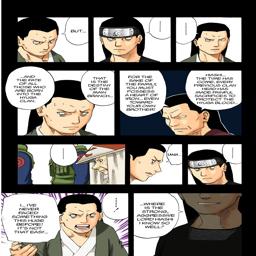 ...
...
BUT...
HIASHI...
THE TIME
HAS COME. EVERY
PREVIOUS CLAN
HEAD HAS
MADE PAINFUL
SACRIFICES TO
PROTECT THE
HYUGA BLOOD.
FOR THE
SAKE OF
THE FAMILY,
YOU MUST
POSSESS
A HEART OF
IRON... EVEN
TOWARD
YOUR OWN
BROTHER!
THAT IS
THE DESTINY
OF THE MAIN
BRANCH...
...AND
THE FATE
OF ALL
THOSE WHO
ARE BORN
INTO THE
HYUGA
CLAN.
...WHERE
IS THE
STRONG,
AGGRESSIVE
LORD HIASHI
I KNOW SO
WELL?
I... I'VE
NEVER
FACED
SOMETHING
THIS HUGE
BEFORE!
IT'S NOT
THAT EASY...